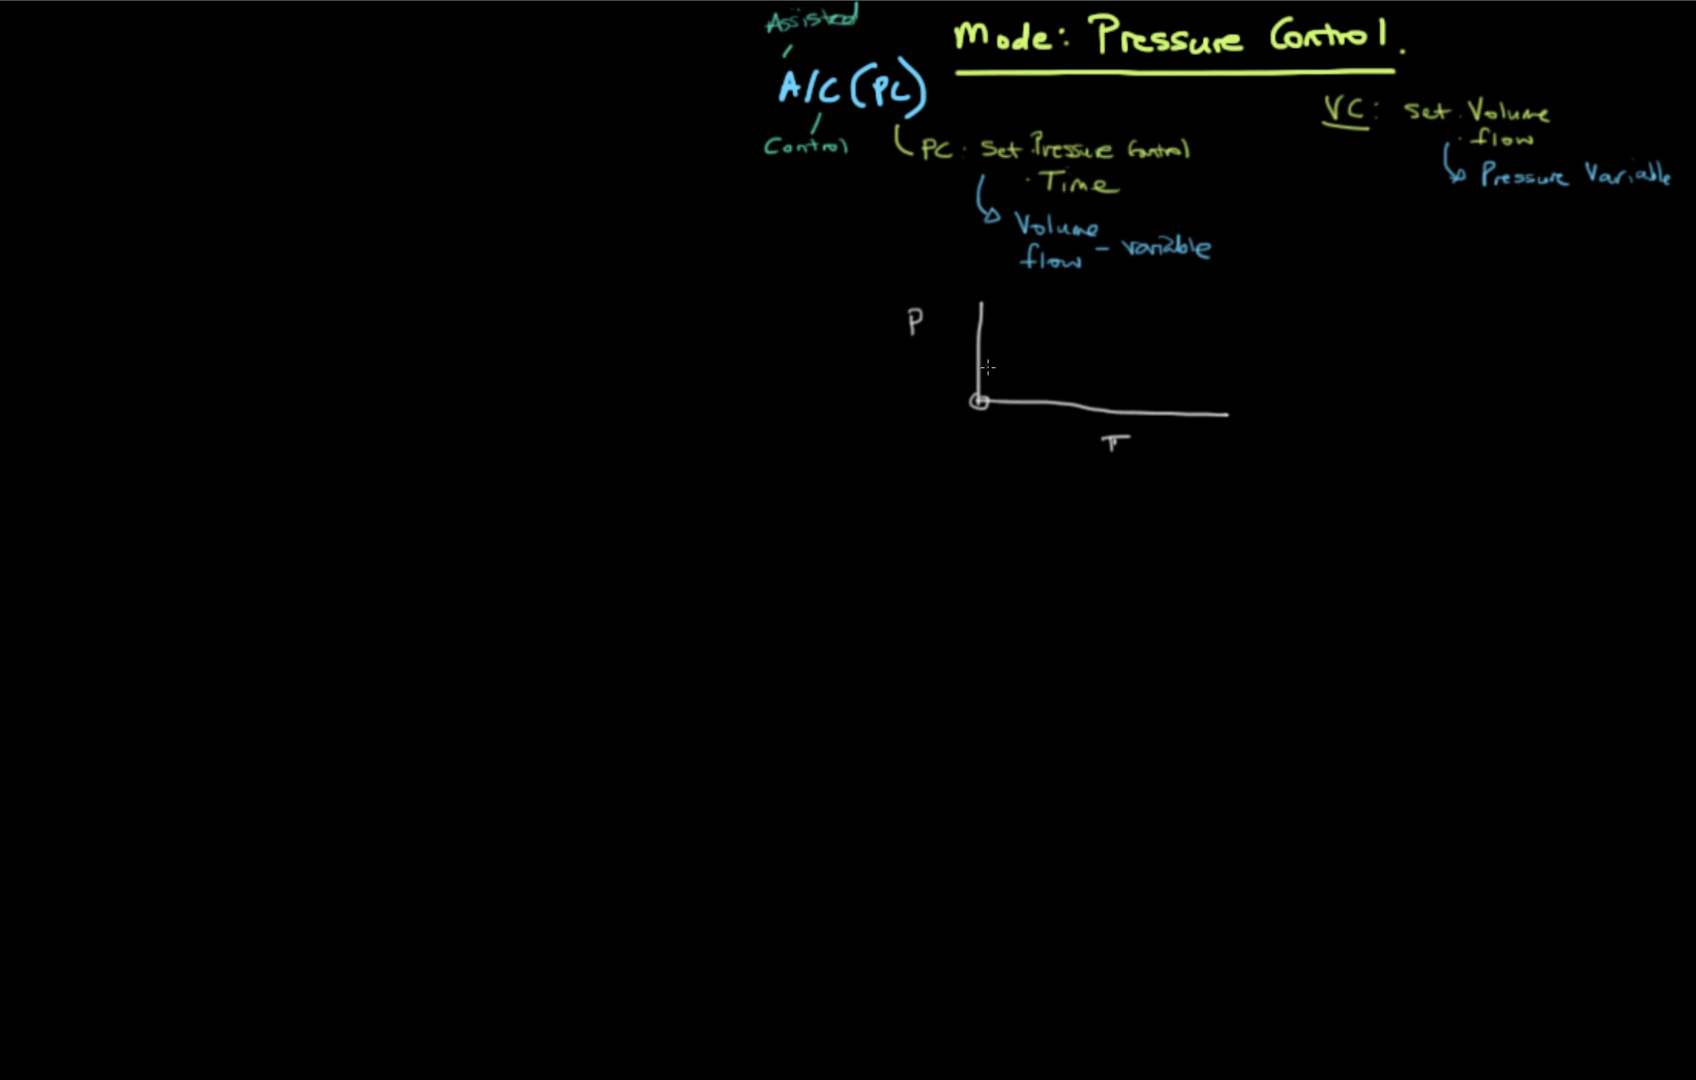 Assisted
Mode: Pressure Control.
A/C (PC)
Control
PC: Set Pressure Control
· Time
Volume
flow - variable
VC: Set · Volume
· flow
Pressure Variable
P
T